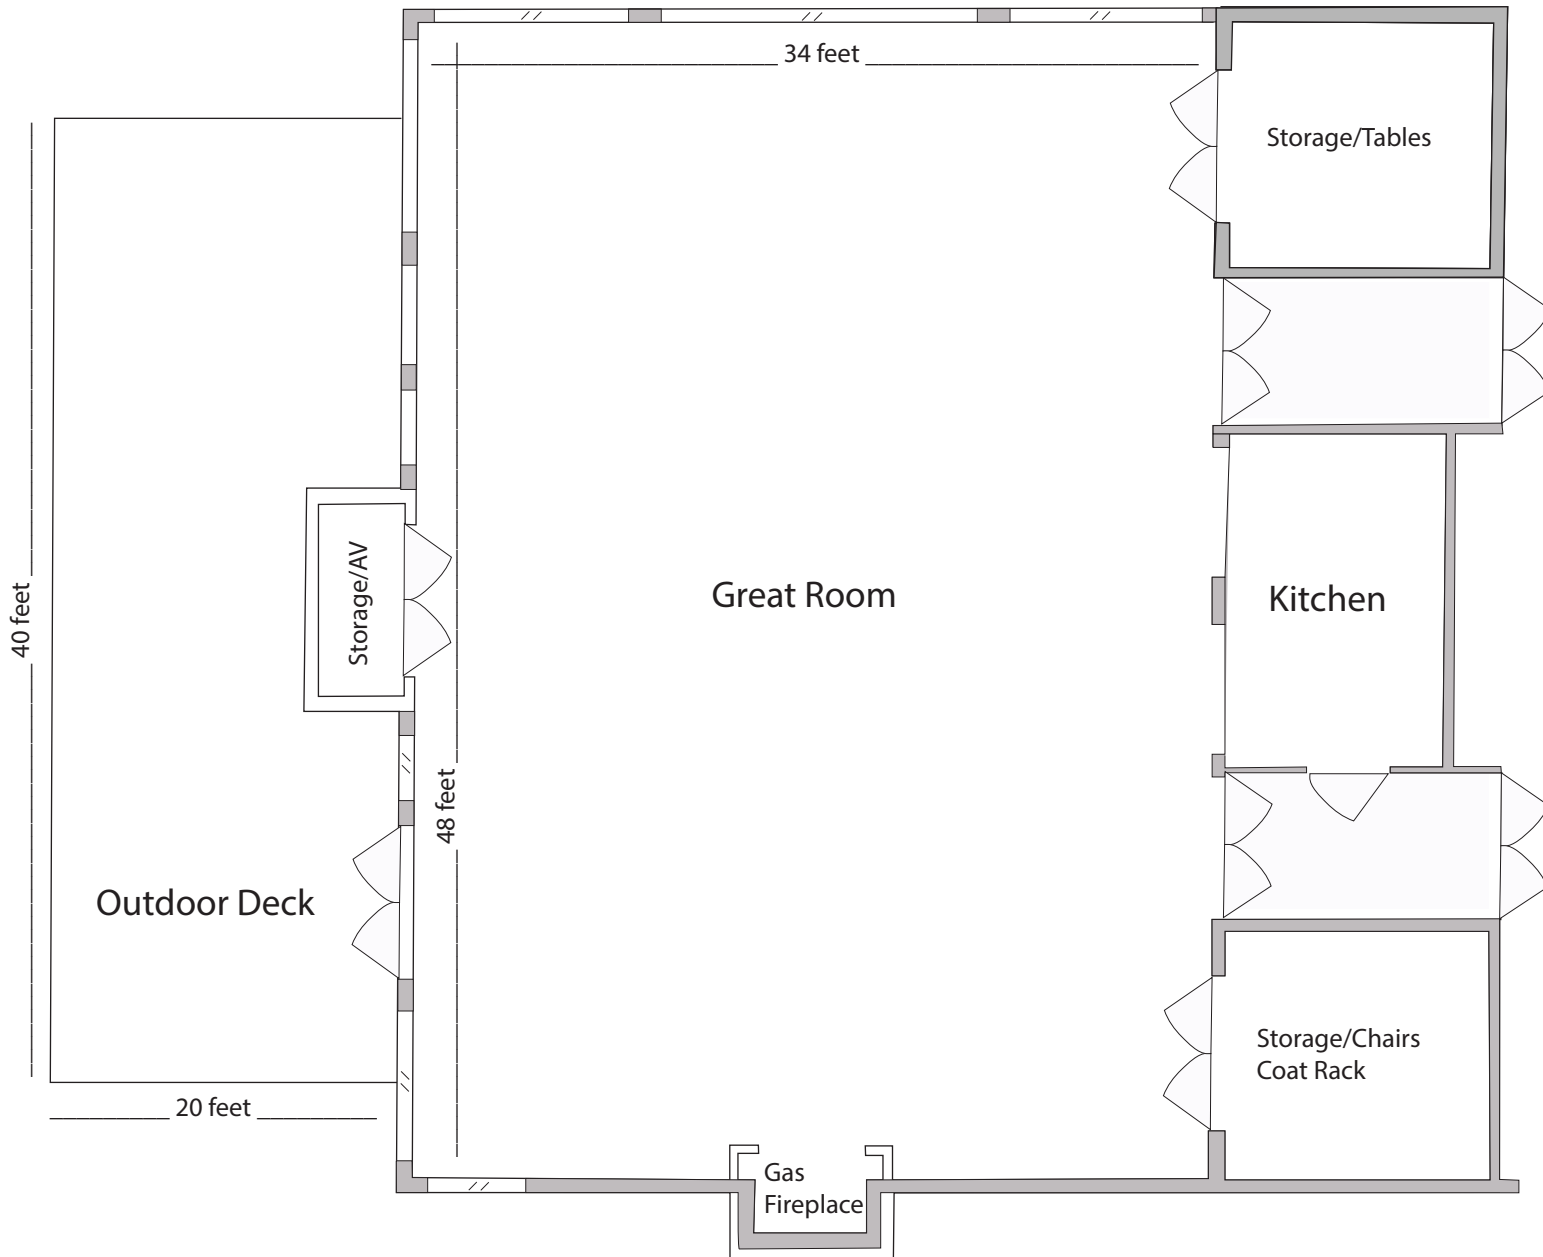 34 feet
Storage/Tables
Storage/AV
Great Room
Kitchen
40 feet
48 feet
Outdoor Deck
Storage/Chairs
Coat Rack
20 feet
Gas
Fireplace